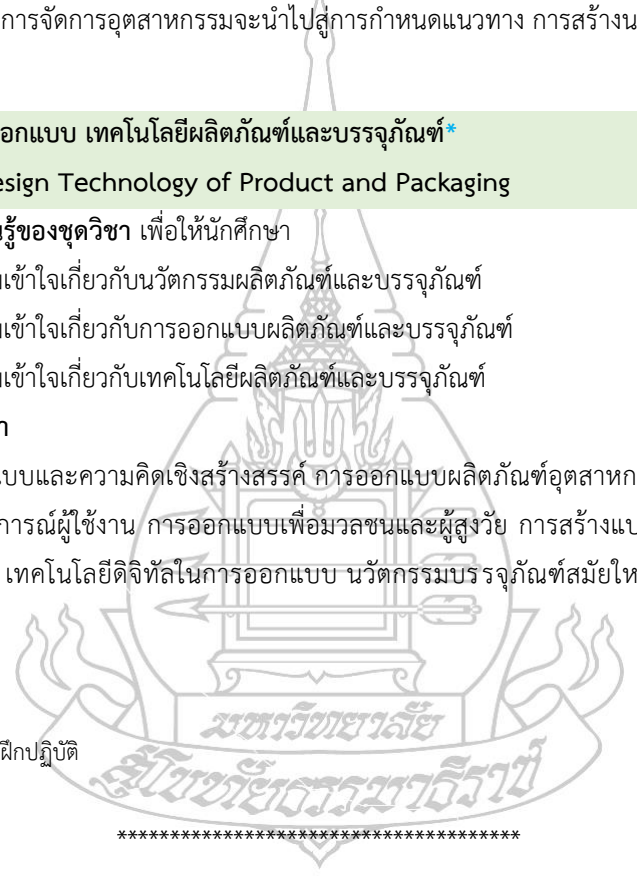 การจัดการอุตสาหกรรมจะนำไปสู่การกำหนดแนวทาง การสร้างน
อกแบบ เทคโนโลยีผลิตภัณฑ์และบรรจุภัณฑ์*
esign Technology of Product and Packaging
นรู้ของชุดวิชา เพื่อให้นักศึกษา
มเข้าใจเกี่ยวกับนวัตกรรมผลิตภัณฑ์และบรรจุภัณฑ์
มเข้าใจเกี่ยวกับการออกแบบผลิตภัณฑ์และบรรจุภัณฑ์
มเข้าใจเกี่ยวกับเทคโนโลยีผลิตภัณฑ์และบรรจุภัณฑ์
า
แบบและความคิดเชิงสร้างสรรค์ การออกแบบผลิตภัณฑ์อุตสาหก
การณ์ผู้ใช้งาน การออกแบบเพื่อมวลชนและผู้สูงวัย การสร้างแบ
เทคโนโลยีดิจิทัลในการออกแบบ นวัตกรรมบรรจุภัณฑ์สมัยให
มหาวิทยาลัย
ฝึกปฏิบัติ
สุโขทัยธรรมาธิราช
***************************************